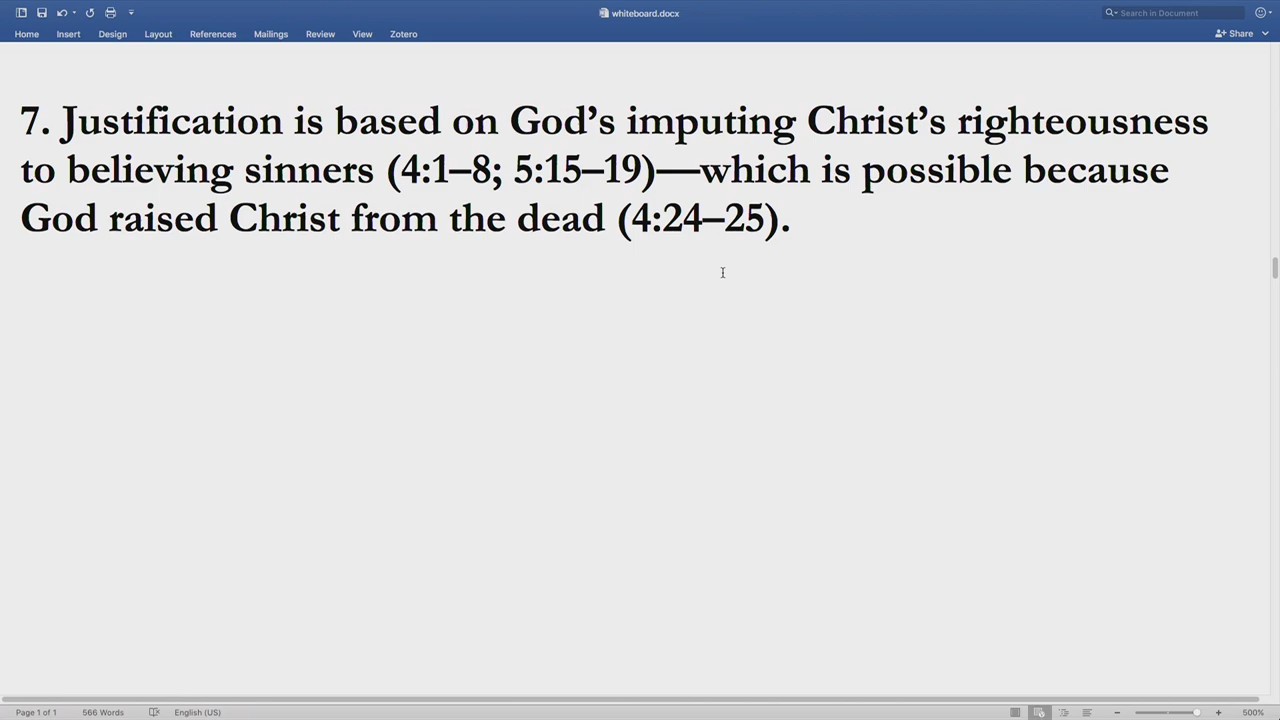 whiteboard.docx
Search in Document
Home Insert Design Layout References Mailings Review View Zotero
Share
7. Justification is based on God’s imputing Christ’s righteousness
to believing sinners (4:1–8; 5:15–19)—which is possible because
God raised Christ from the dead (4:24–25).
Page 1 of 1 566 Words English (US)
500%